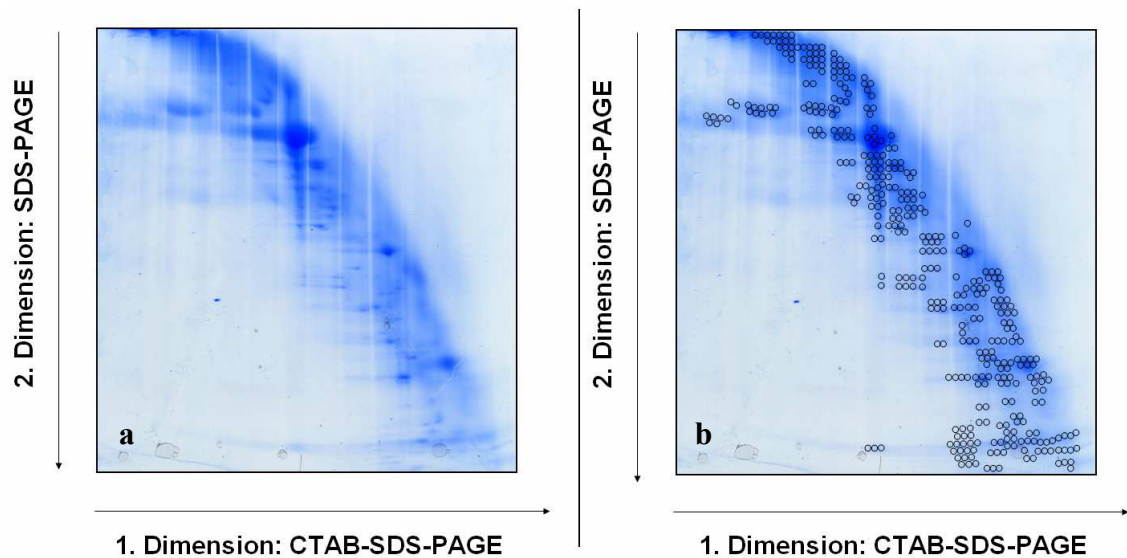 2. Dimension: SDS-PAGE
a
1. Dimension: CTAB-SDS-PAGE
2. Dimension: SDS-PAGE
b
1. Dimension: CTAB-SDS-PAGE